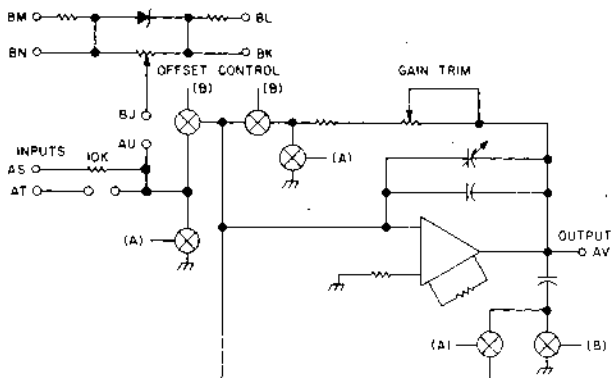 BM
BL
BN
BK
OFFSET CONTROL
(B)
(B)
GAIN TRIM
BJ
AU
INPUTS
10K
AS
AT
(A)
(A)
OUTPUT
AV
(A)
(B)